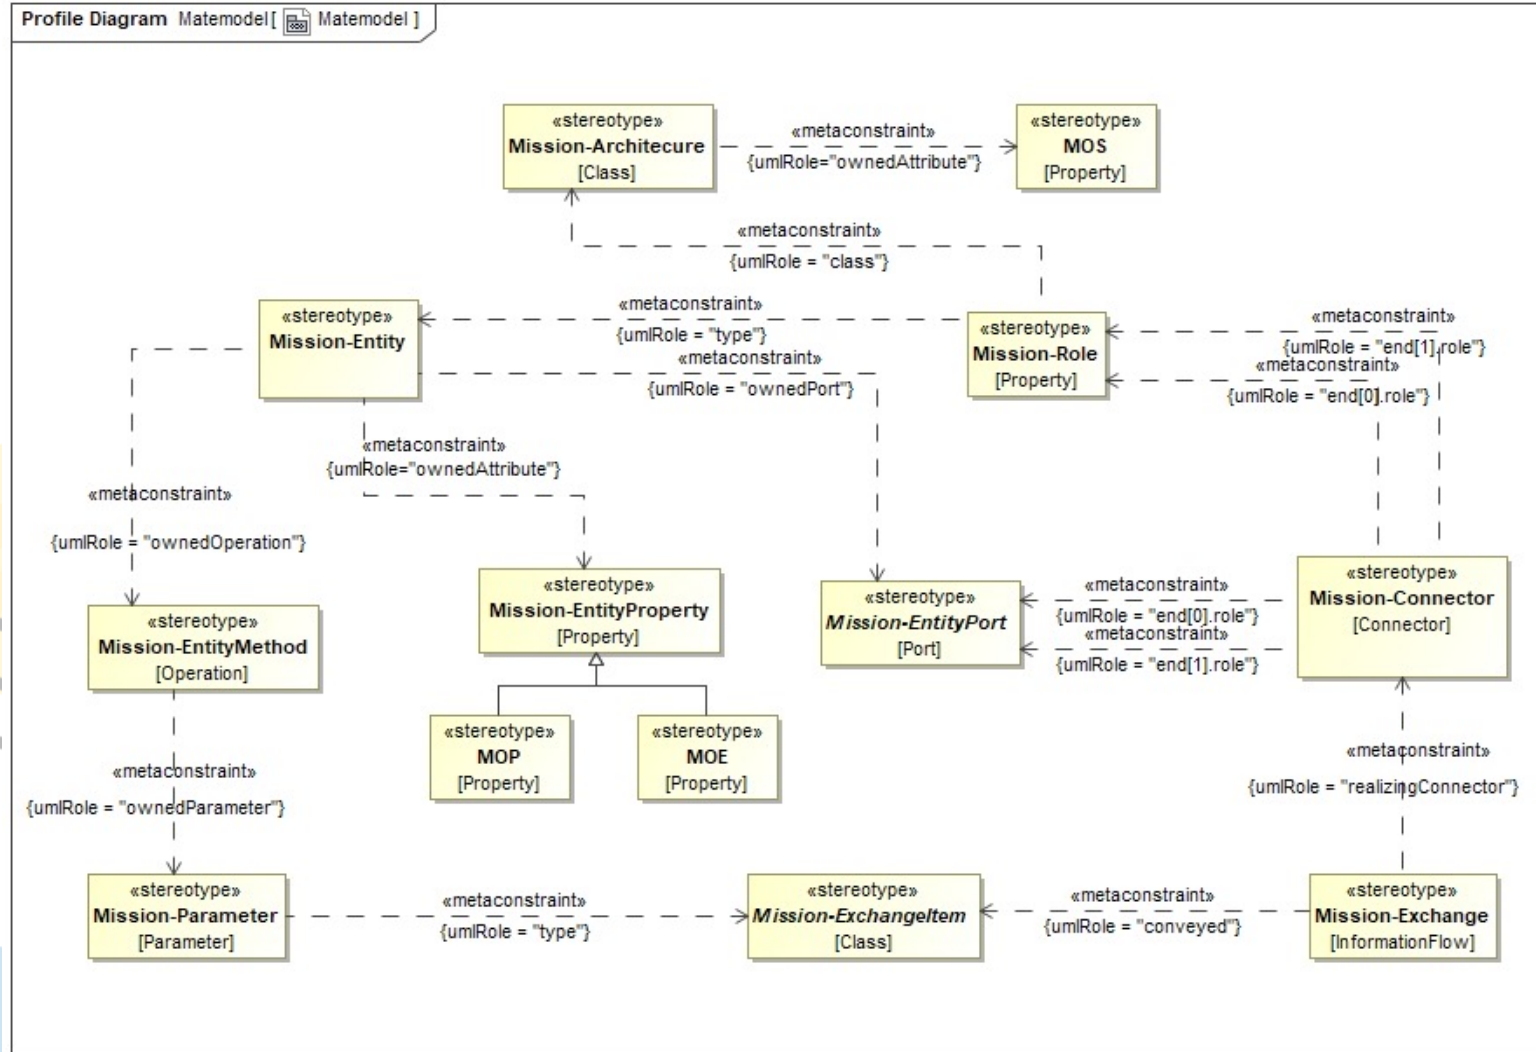 Profile Diagram Matemodel[ Matemodel ]
«stereotype»
Mission-Architecure
[Class]
«metaconstraint»
{umlRole="ownedAttribute"}
«stereotype»
MOS
[Property]
«metaconstraint»
{umlRole = "class"}
«stereotype»
Mission-Entity
«metaconstraint»
{umlRole = "type"}
«metaconstraint»
{umlRole = "ownedPort"}
«stereotype»
Mission-Role
[Property]
«metaconstraint»
{umlRole = "end[1].role"}
«metaconstraint»
{umlRole = "end[0].role"}
«metaconstraint»
{umlRole="ownedAttribute"}
«metaconstraint»
{umlRole = "ownedOperation"}
«stereotype»
Mission-EntityMethod
[Operation]
«stereotype»
Mission-EntityProperty
[Property]
«stereotype»
Mission-EntityPort
[Port]
«metaconstraint»
{umlRole = "end[0].role"}
«metaconstraint»
{umlRole = "end[1].role"}
«stereotype»
Mission-Connector
[Connector]
«stereotype»
MOP
[Property]
«stereotype»
MOE
[Property]
«metaconstraint»
{umlRole = "ownedParameter"}
«metaconstraint»
{umlRole = "realizingConnector"}
«stereotype»
Mission-Parameter
[Parameter]
«metaconstraint»
{umlRole = "type"}
«stereotype»
Mission-ExchangeItem
[Class]
«metaconstraint»
{umlRole = "conveyed"}
«stereotype»
Mission-Exchange
[InformationFlow]